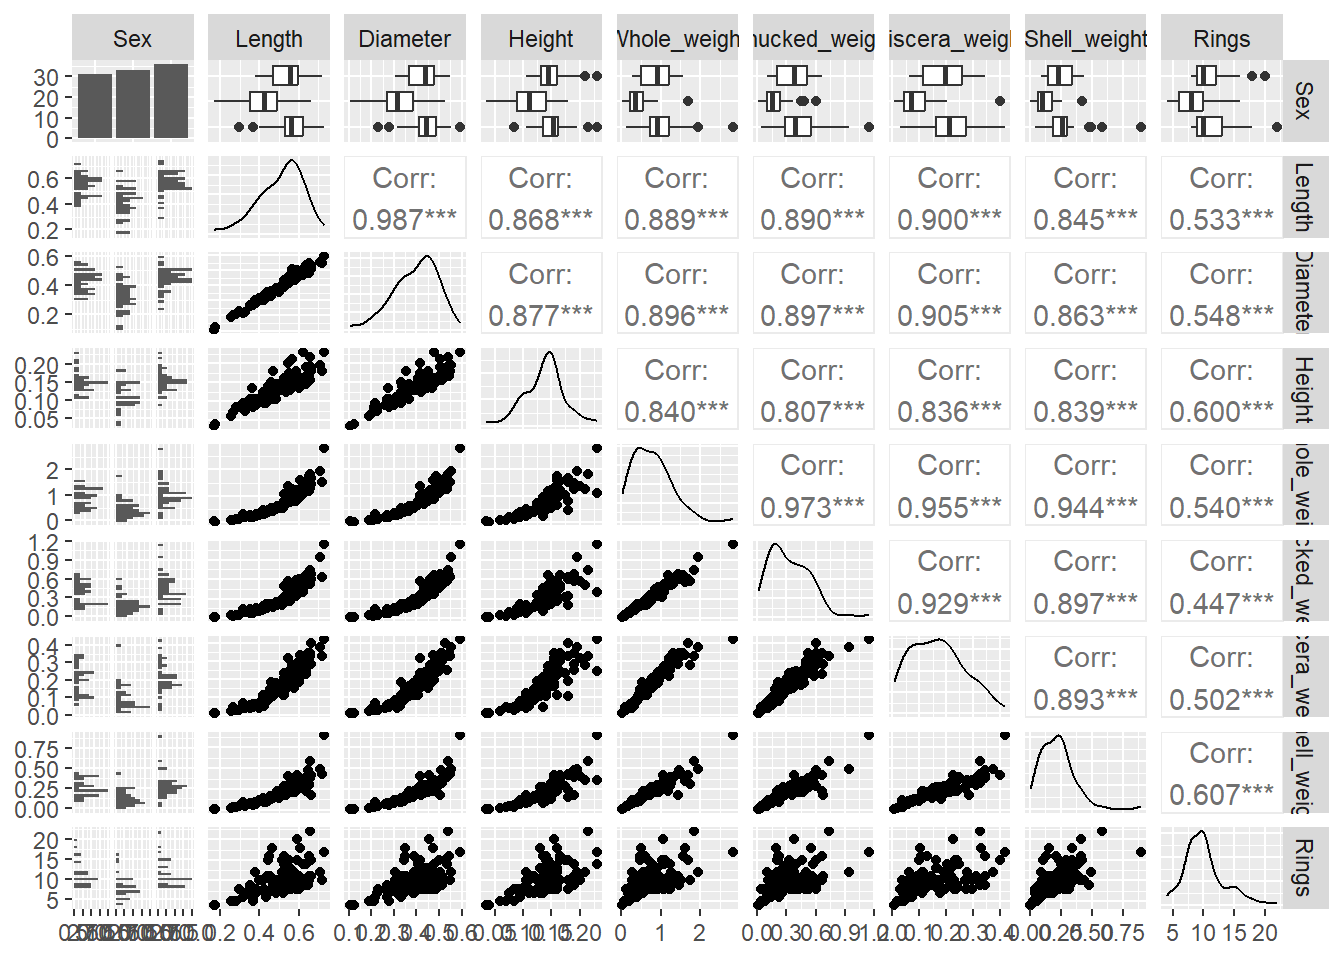 Sex Length Diameter Height Whole_weigh hucked_weig iscera_weigh Shell_weight Rings
30
20
10
0
Sex
0.6
0.4
0.2
Corr: Corr: Corr: Corr: Corr: Corr: Corr:
0.987*** 0.868*** 0.889*** 0.890*** 0.900*** 0.845*** 0.533***
Length
0.6
0.4
0.2
Corr: Corr: Corr: Corr: Corr: Corr:
0.877*** 0.896*** 0.897*** 0.905*** 0.863*** 0.548***
Diamete
0.20
0.15
0.10
0.05
Corr: Corr: Corr: Corr: Corr:
0.840*** 0.807*** 0.836*** 0.839*** 0.600***
Height
2
1
0
Corr: Corr: Corr: Corr:
0.973*** 0.955*** 0.944*** 0.540***
ole_wei
1.2
0.9
0.6
0.3
0.0
Corr: Corr: Corr:
0.929*** 0.897*** 0.447***
cked_we
0.4
0.3
0.2
0.1
0.0
Corr: Corr:
0.893*** 0.502***
cera_we
0.75
0.50
0.25
0.00
Corr:
0.607***
ell_weig
20
15
10
5
Rings
0.2 0.4 0.6
0 1 2
5 10 15 20